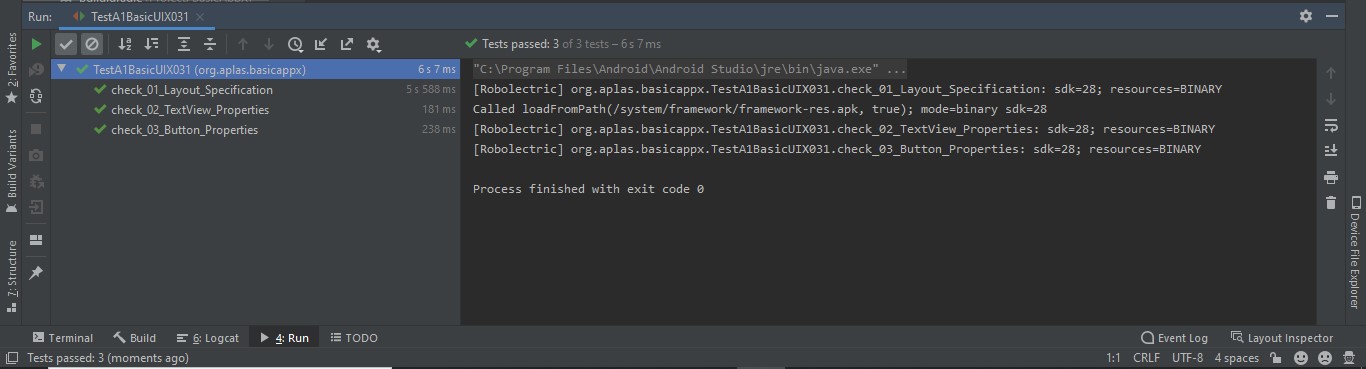 Run: TestA1BasicUIX031 ×
Tests passed: 3 of 3 tests – 6 s 7 ms
TestA1BasicUIX031 (org.aplas.basicappx) 6 s 7 ms
check_01_Layout_Specification 5 s 588 ms
check_02_TextView_Properties 181 ms
check_03_Button_Properties 238 ms
"C:\Program Files\Android\Android Studio\jre\bin\java.exe" ...
[Robolectric] org.aplas.basicappx.TestA1BasicUIX031.check_01_Layout_Specification: sdk=28; resources=BINARY
Called loadFromPath(/system/framework/framework-res.apk, true); mode=binary sdk=28
[Robolectric] org.aplas.basicappx.TestA1BasicUIX031.check_02_TextView_Properties: sdk=28; resources=BINARY
[Robolectric] org.aplas.basicappx.TestA1BasicUIX031.check_03_Button_Properties: sdk=28; resources=BINARY
Process finished with exit code 0
2: Favorites
Build Variants
7: Structure
Device File Explorer
Terminal Build 6: Logcat 4: Run TODO Event Log Layout Inspector
Tests passed: 3 (moments ago) 1:1 CRLF UTF-8 4 spaces